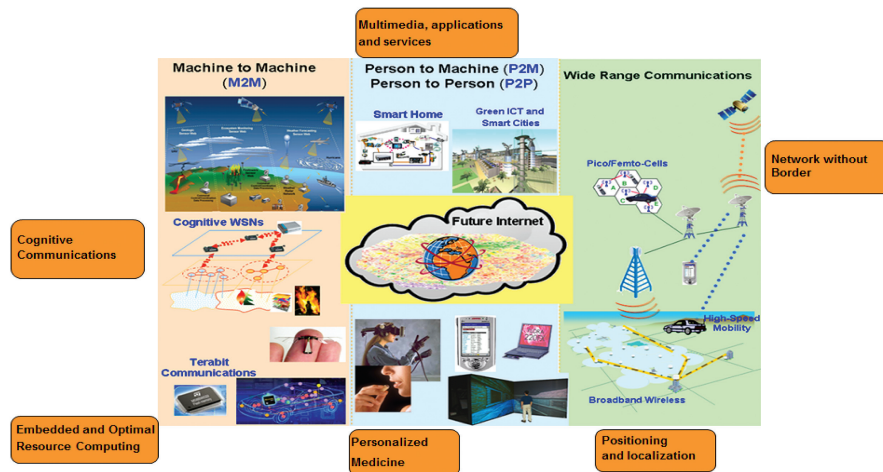 Multimedia, applications
and services
Machine to Machine
(M2M)
Person to Machine (P2M)
Person to Person (P2P)
Wide Range Communications
Smart Home
Green ICT and
Smart Cities
Pico/Femto-Cells
A
B
C
D
E
Network without
Border
Cognitive WSNs
Future Internet
Cognitive
Communications
High-Speed
Mobility
Terabit
Communications
Broadband Wireless
Embedded and Optimal
Resource Computing
Personalized
Medicine
Positioning
and localization